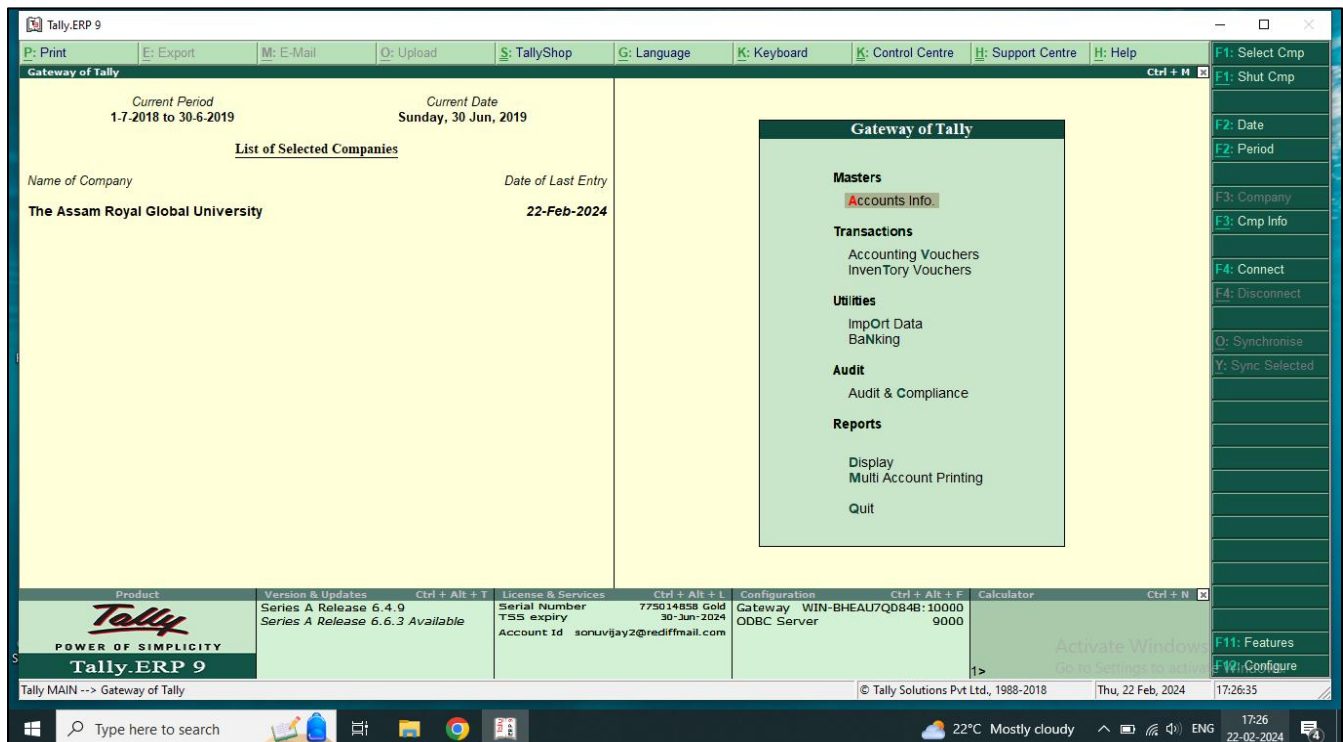 Tally.ERP 9
P: Print E: Export M: E-Mail O: Upload S: TallyShop G: Language K: Keyboard K: Control Centre H: Support Centre H: Help
Gateway of Tally Ctrl + M
Current Period Current Date
1-7-2018 to 30-6-2019 Sunday, 30 Jun, 2019
List of Selected Companies
Name of Company Date of Last Entry
The Assam Royal Global University 22-Feb-2024
Gateway of Tally
Masters
Accounts Info.
Transactions
Accounting Vouchers
InvenTory Vouchers
Utilities
ImpOrt Data
BaNking
Audit
Audit & Compliance
Reports
Display
Multi Account Printing
Quit
F1: Select Cmp
F1: Shut Cmp
F2: Date
F2: Period
F3: Company
F3: Cmp Info
F4: Connect
F4: Disconnect
O: Synchronise
Y: Sync Selected
F11: Features
F12: Configure
Product
Tally
POWER OF SIMPLICITY
Tally.ERP 9
Version & Updates Ctrl + Alt + T
Series A Release 6.4.9
Series A Release 6.6.3 Available
License & Services Ctrl + Alt + L
Serial Number 775014858 Gold
TSS expiry 30-Jun-2024
Account Id sonuvijay2@rediffmail.com
Configuration Ctrl + Alt + F
Gateway WIN-BHEAU7QD84B:10000
ODBC Server 9000
Calculator Ctrl + N
1>
Activate Windows
Go to Settings to activate
Tally MAIN --> Gateway of Tally © Tally Solutions Pvt Ltd., 1988-2018 Thu, 22 Feb, 2024 17:26:35
Type here to search 22°C Mostly cloudy ENG 17:26
22-02-2024
4